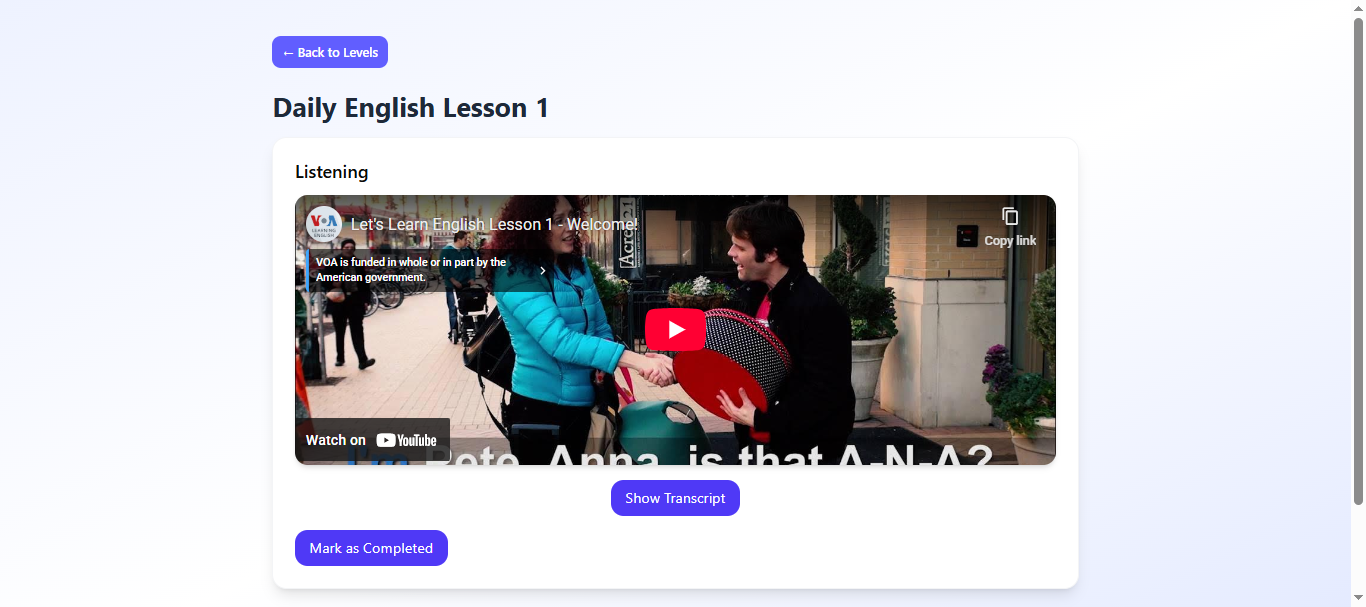 ← Back to Levels
Daily English Lesson 1
Listening
VOA
LEARNING
ENGLISH
Let's Learn English Lesson 1 - Welcome!
Copy link
VOA is funded in whole or in part by the
American government.
[Acre121
Watch on YouTube
I'm Pete. Anna, is that A-N-A?
Show Transcript
Mark as Completed